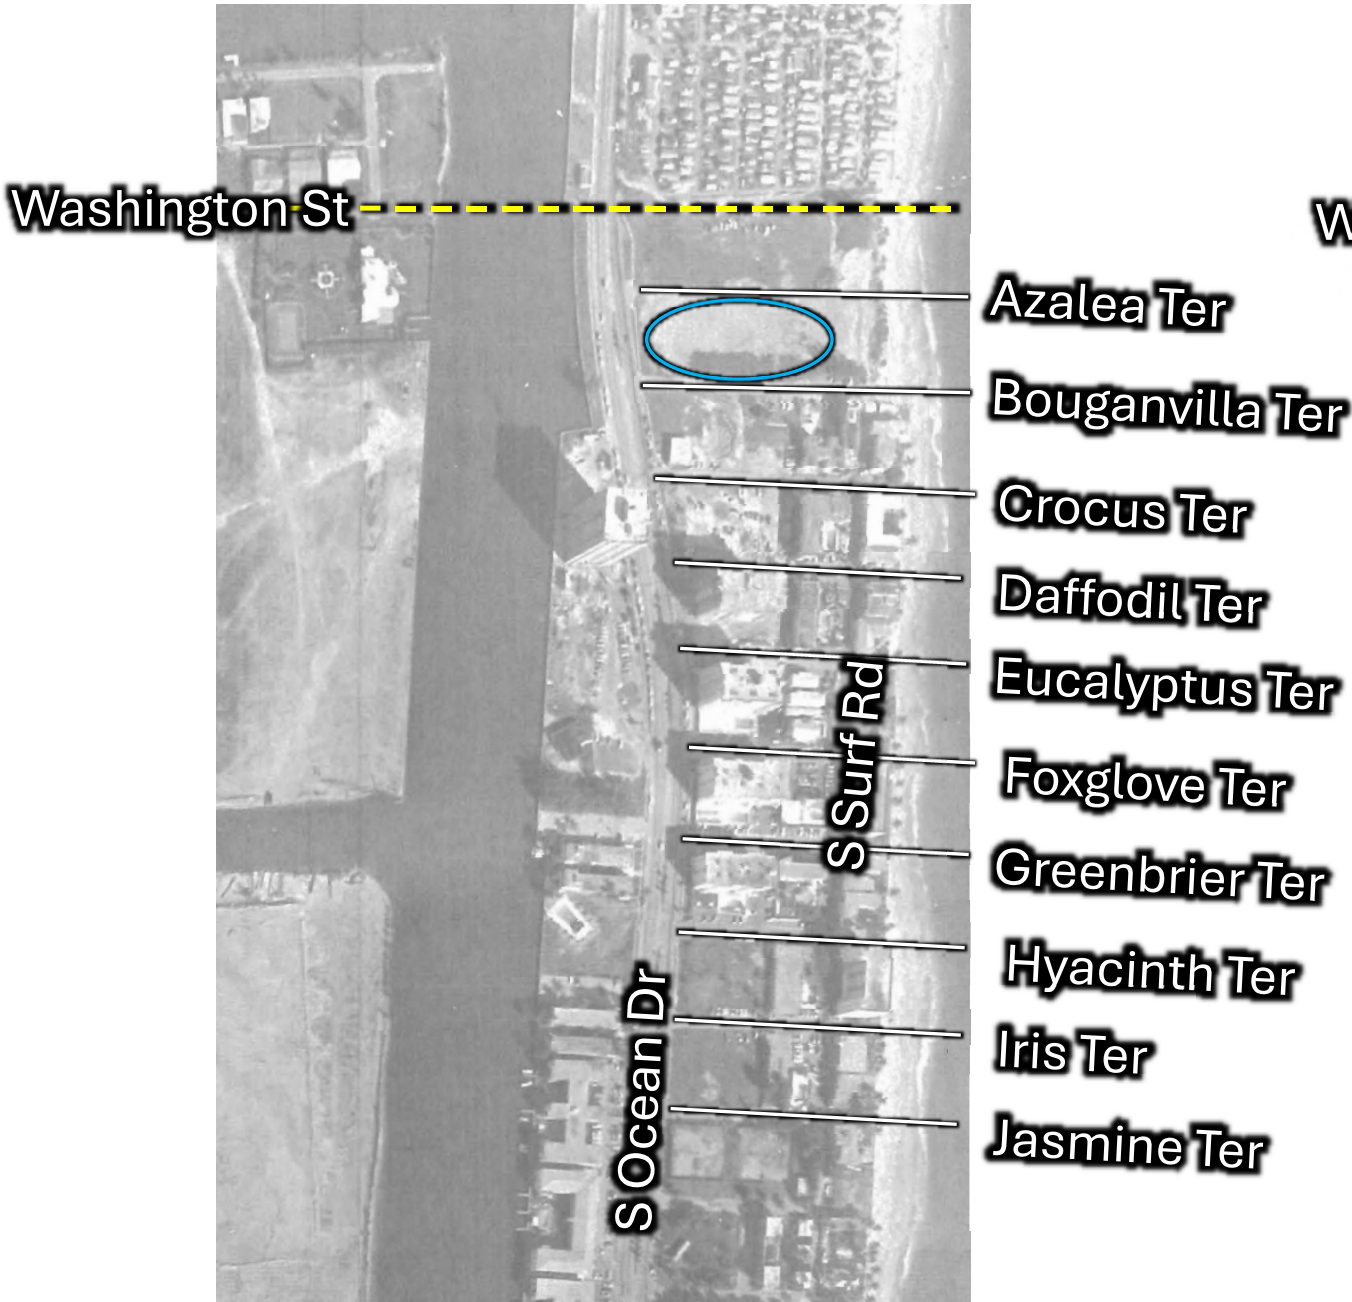 Washington St
W
Azalea Ter
Bouganvilla Ter
Crocus Ter
Daffodil Ter
Eucalyptus Ter
S Surf Rd
Foxglove Ter
Greenbrier Ter
Hyacinth Ter
S Ocean Dr
Iris Ter
Jasmine Ter